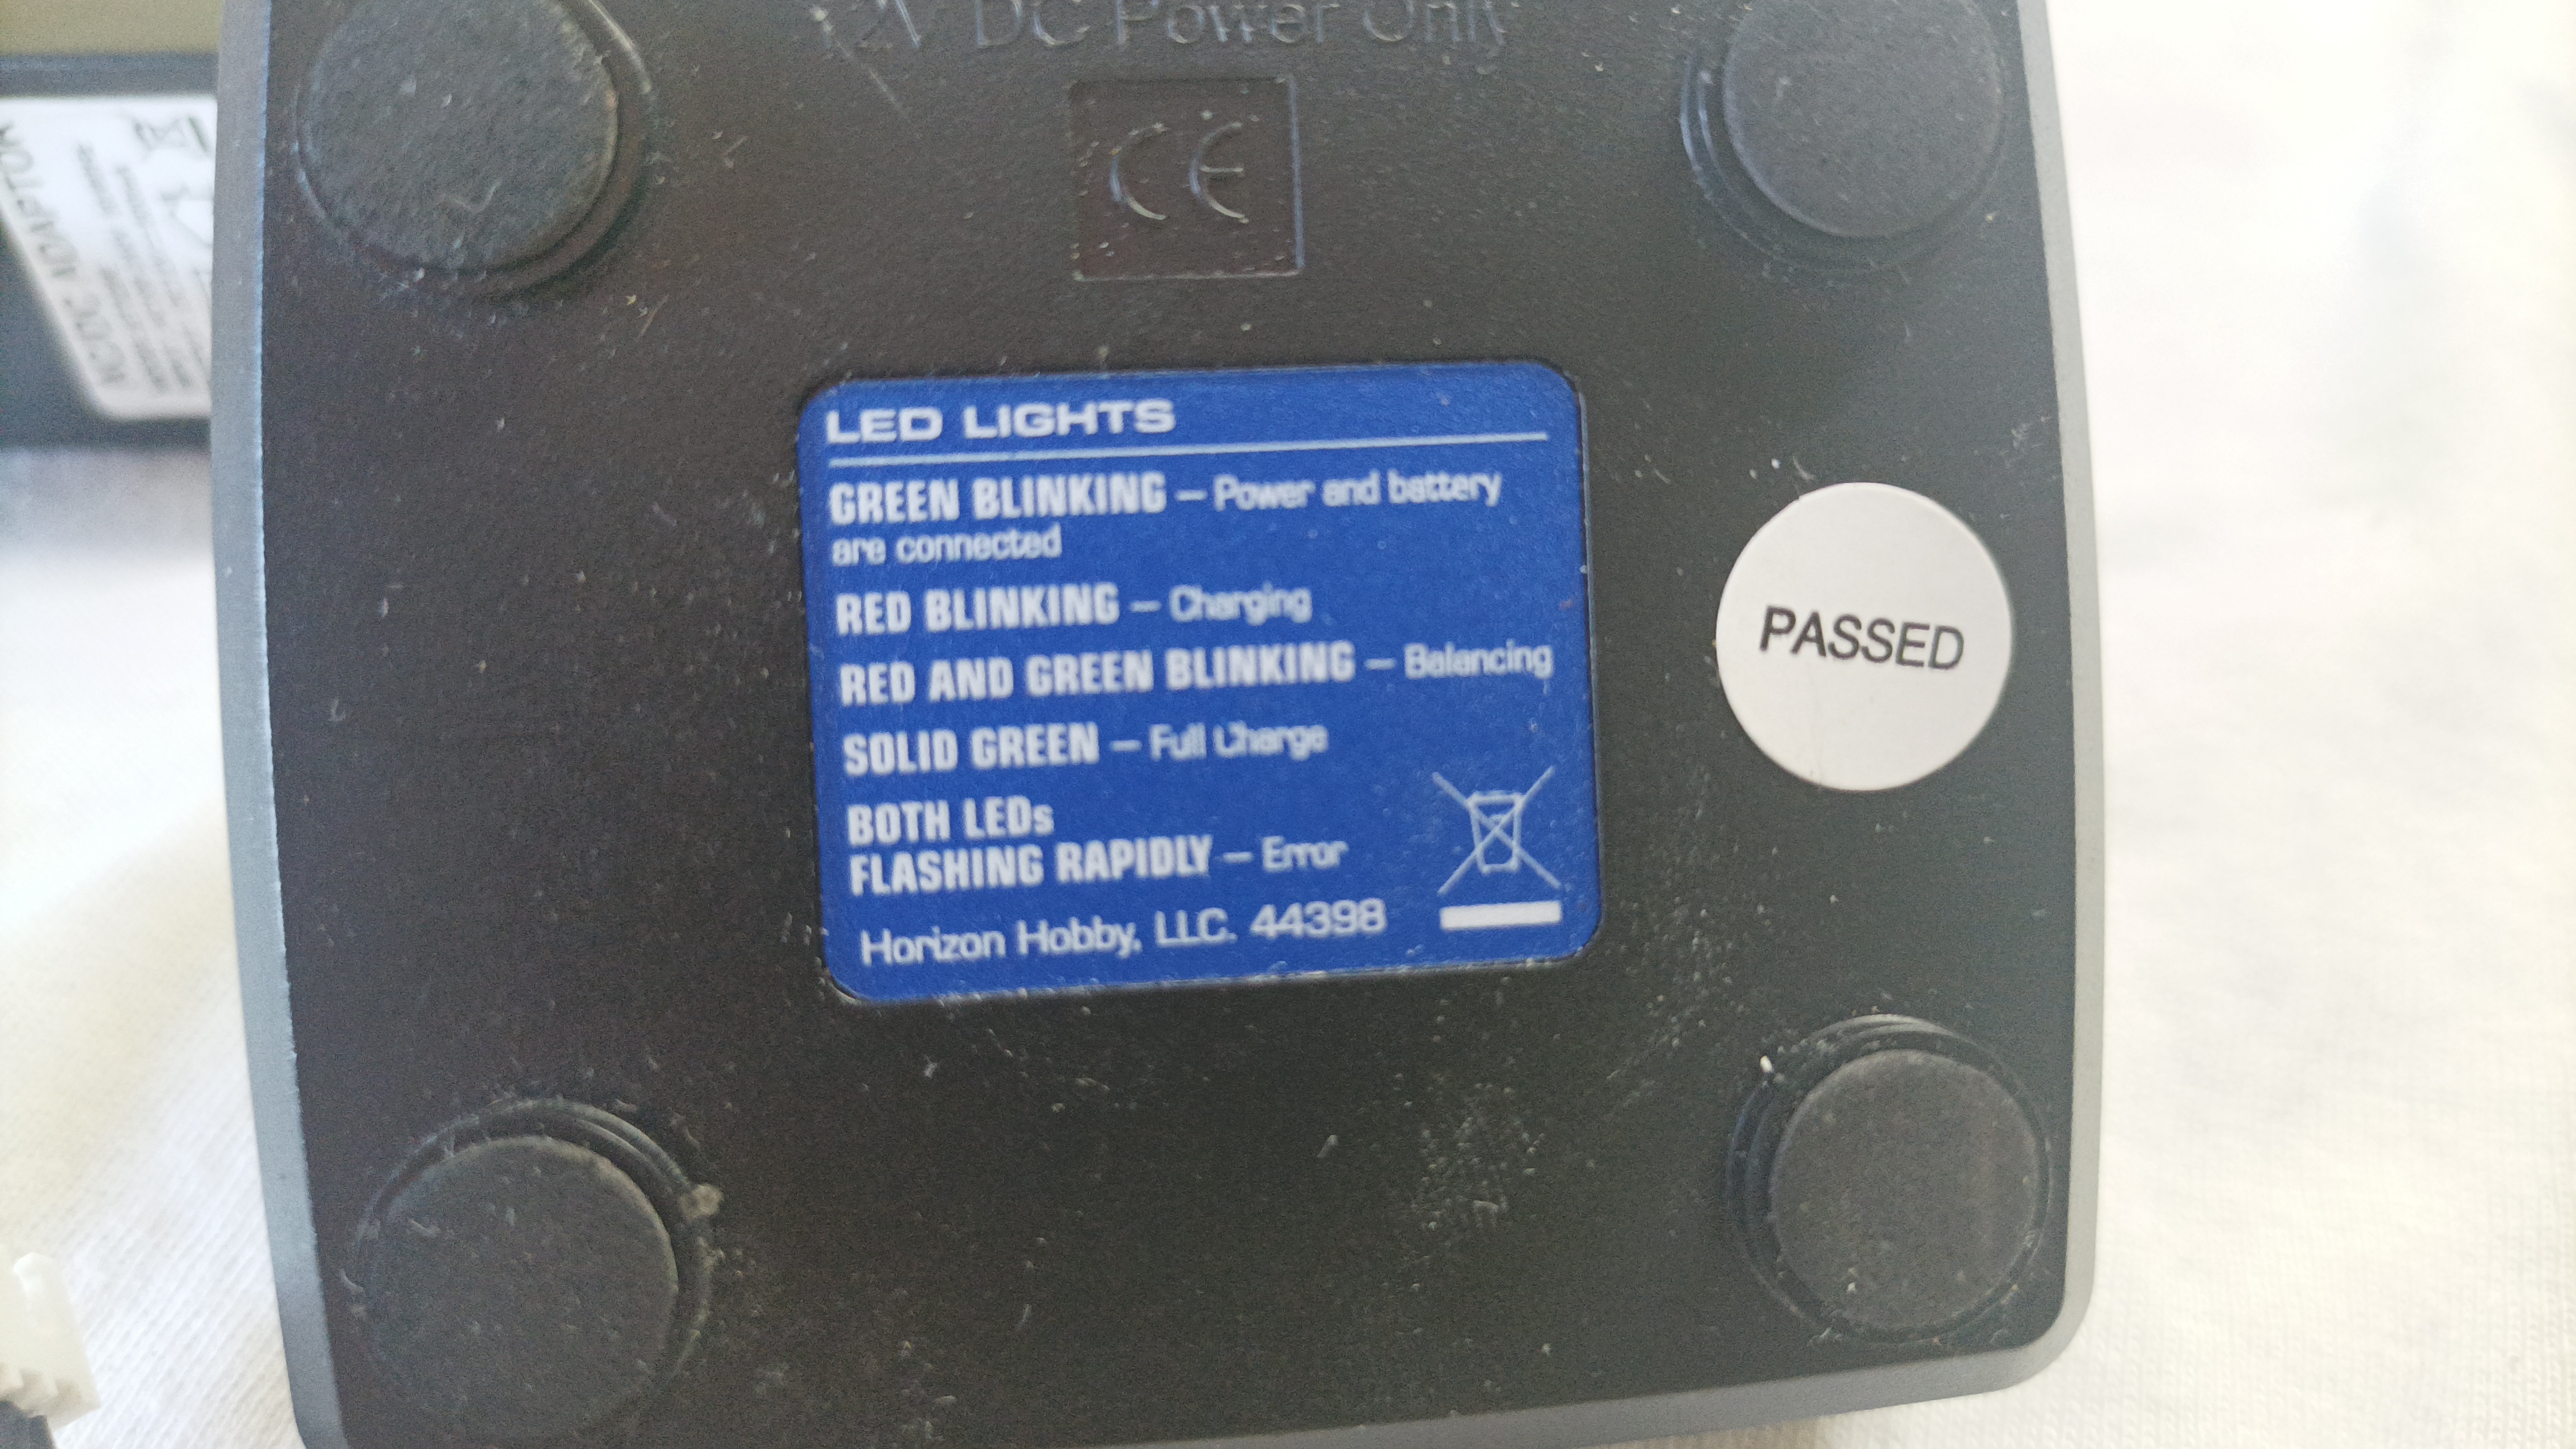 DC Power Only
CE
LED LIGHTS
GREEN BLINKING – Power and battery
are connected
RED BLINKING – Charging
RED AND GREEN BLINKING – Balancing
SOLID GREEN – Full Charge
BOTH LEDs
FLASHING RAPIDLY – Error
Horizon Hobby, LLC. 44398
PASSED
AC/DC ADAPTOR